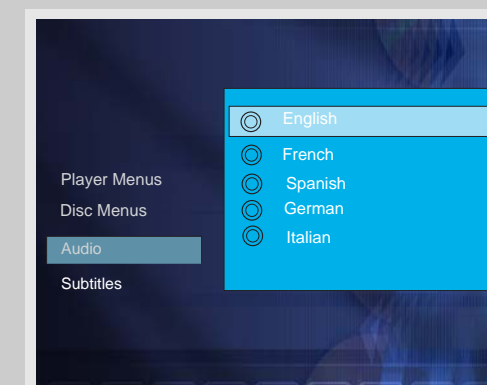 Player Menus
Disc Menus
Audio
Subtitles
English
French
Spanish
German
Italian